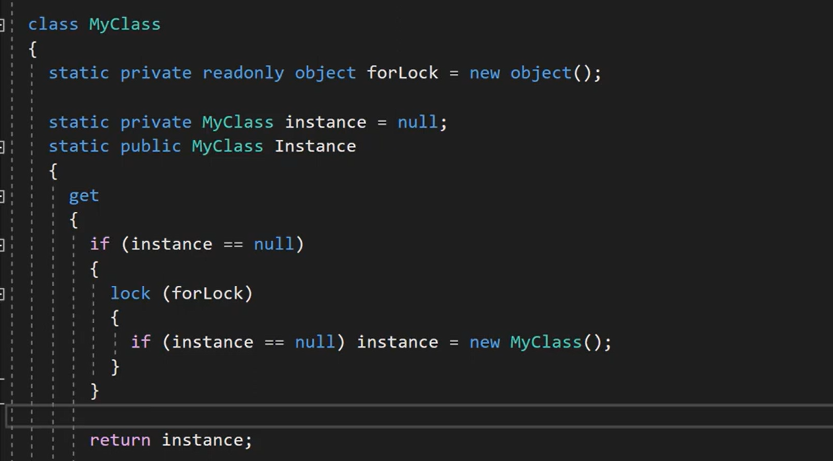 class MyClass
{
static private readonly object forLock = new object();
static private MyClass instance = null;
static public MyClass Instance
{
get
{
if (instance == null)
{
lock (forLock)
{
if (instance == null) instance = new MyClass();
}
}
return instance;